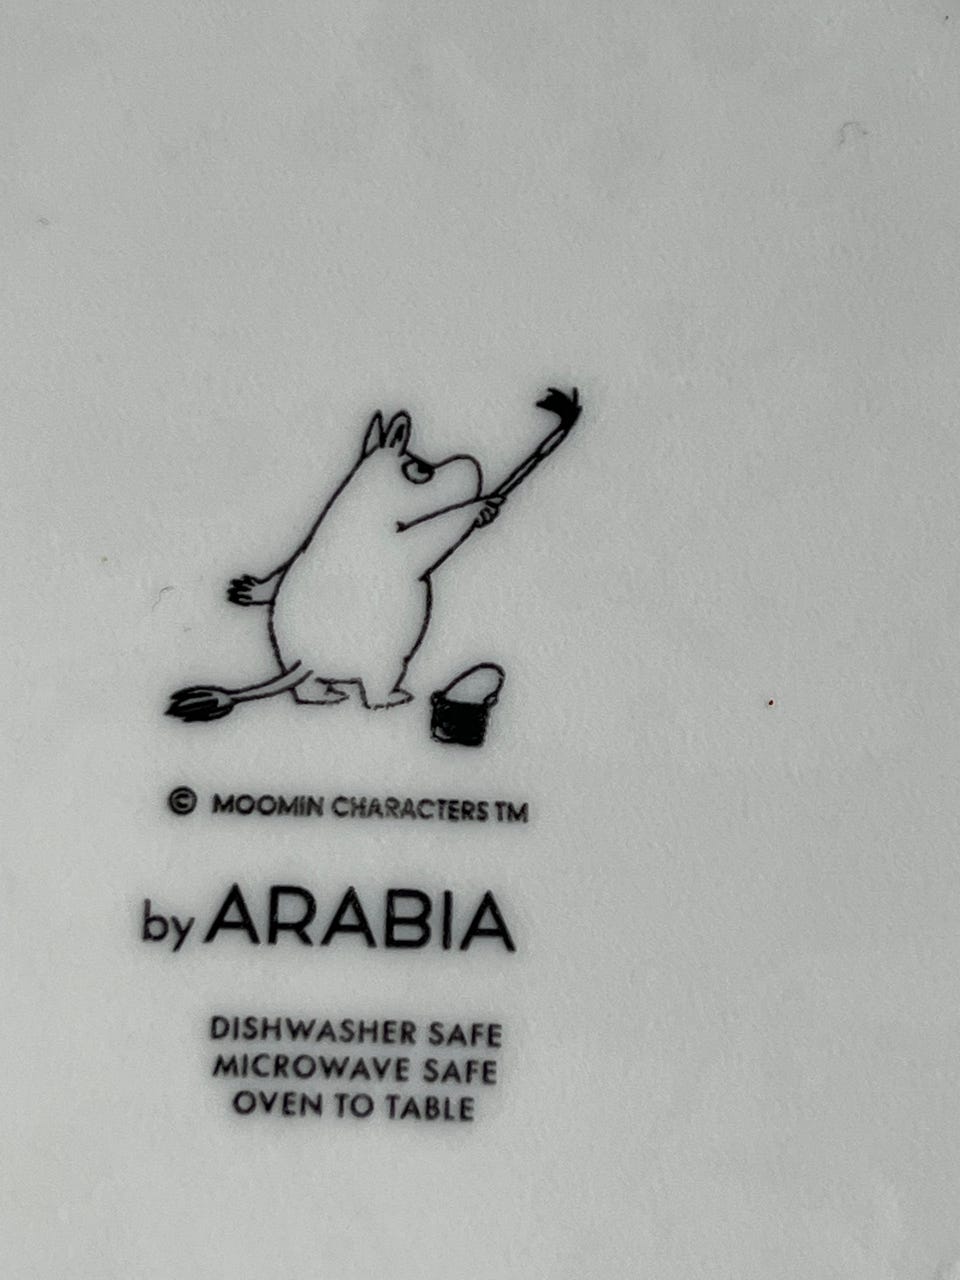 © MOOMIN CHARACTERS TM
by ARABIA
DISHWASHER SAFE
MICROWAVE SAFE
OVEN TO TABLE